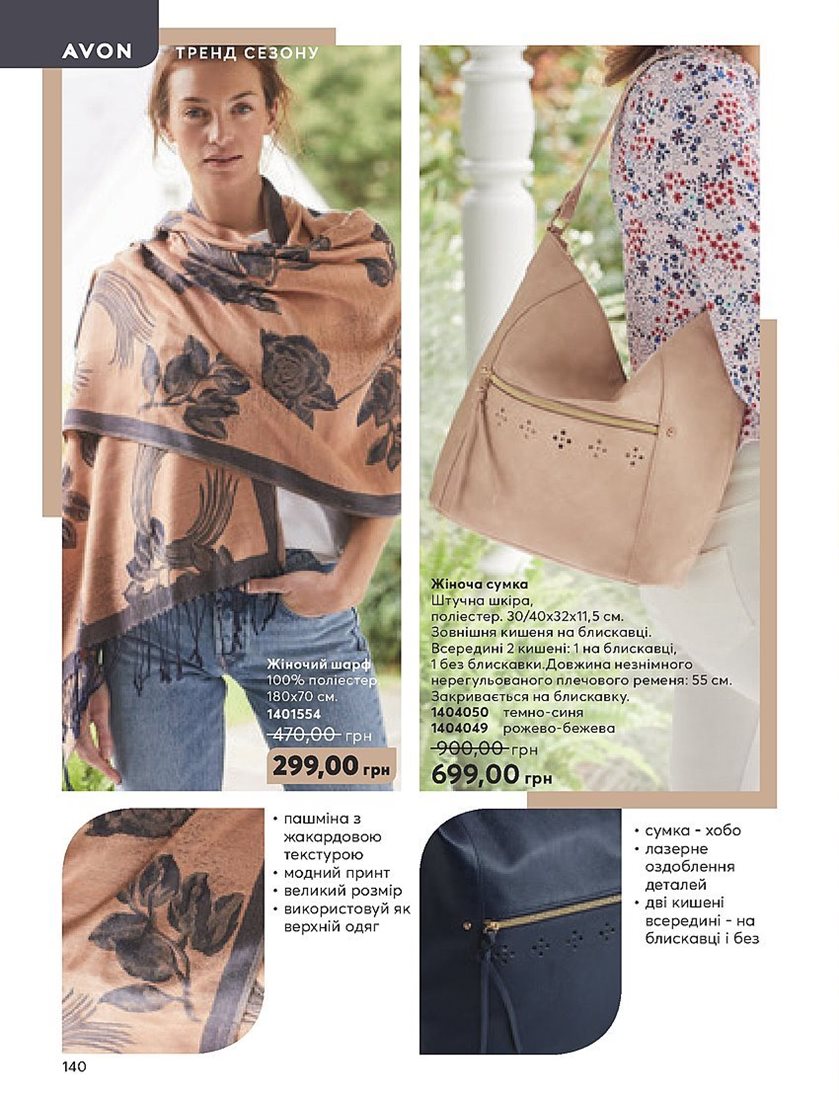 AVON
ТРЕНД СЕЗОНУ
Жіночий шарф
100% поліестер,
180x70 см.
1401554
470,00 грн
299,00 грн
Жіноча сумка
Штучна шкіра,
поліестер. 30/40x32x11,5 см.
Зовнішня кишеня на блискавці.
Всередині 2 кишені: 1 на блискавці,
1 без блискавки.Довжина незнімного
нерегульованого плечового ременя: 55 см.
Закривається на блискавку.
1404050 темно-синя
1404049 рожево-бежева
900,00 грн
699,00 грн
• пашміна з
жакардовою
текстурою
• модний принт
• великий розмір
• використовуй як
верхній одяг
• сумка - хобо
• лазерне
оздоблення
деталей
• дві кишені
всередині - на
блискавці і без
140